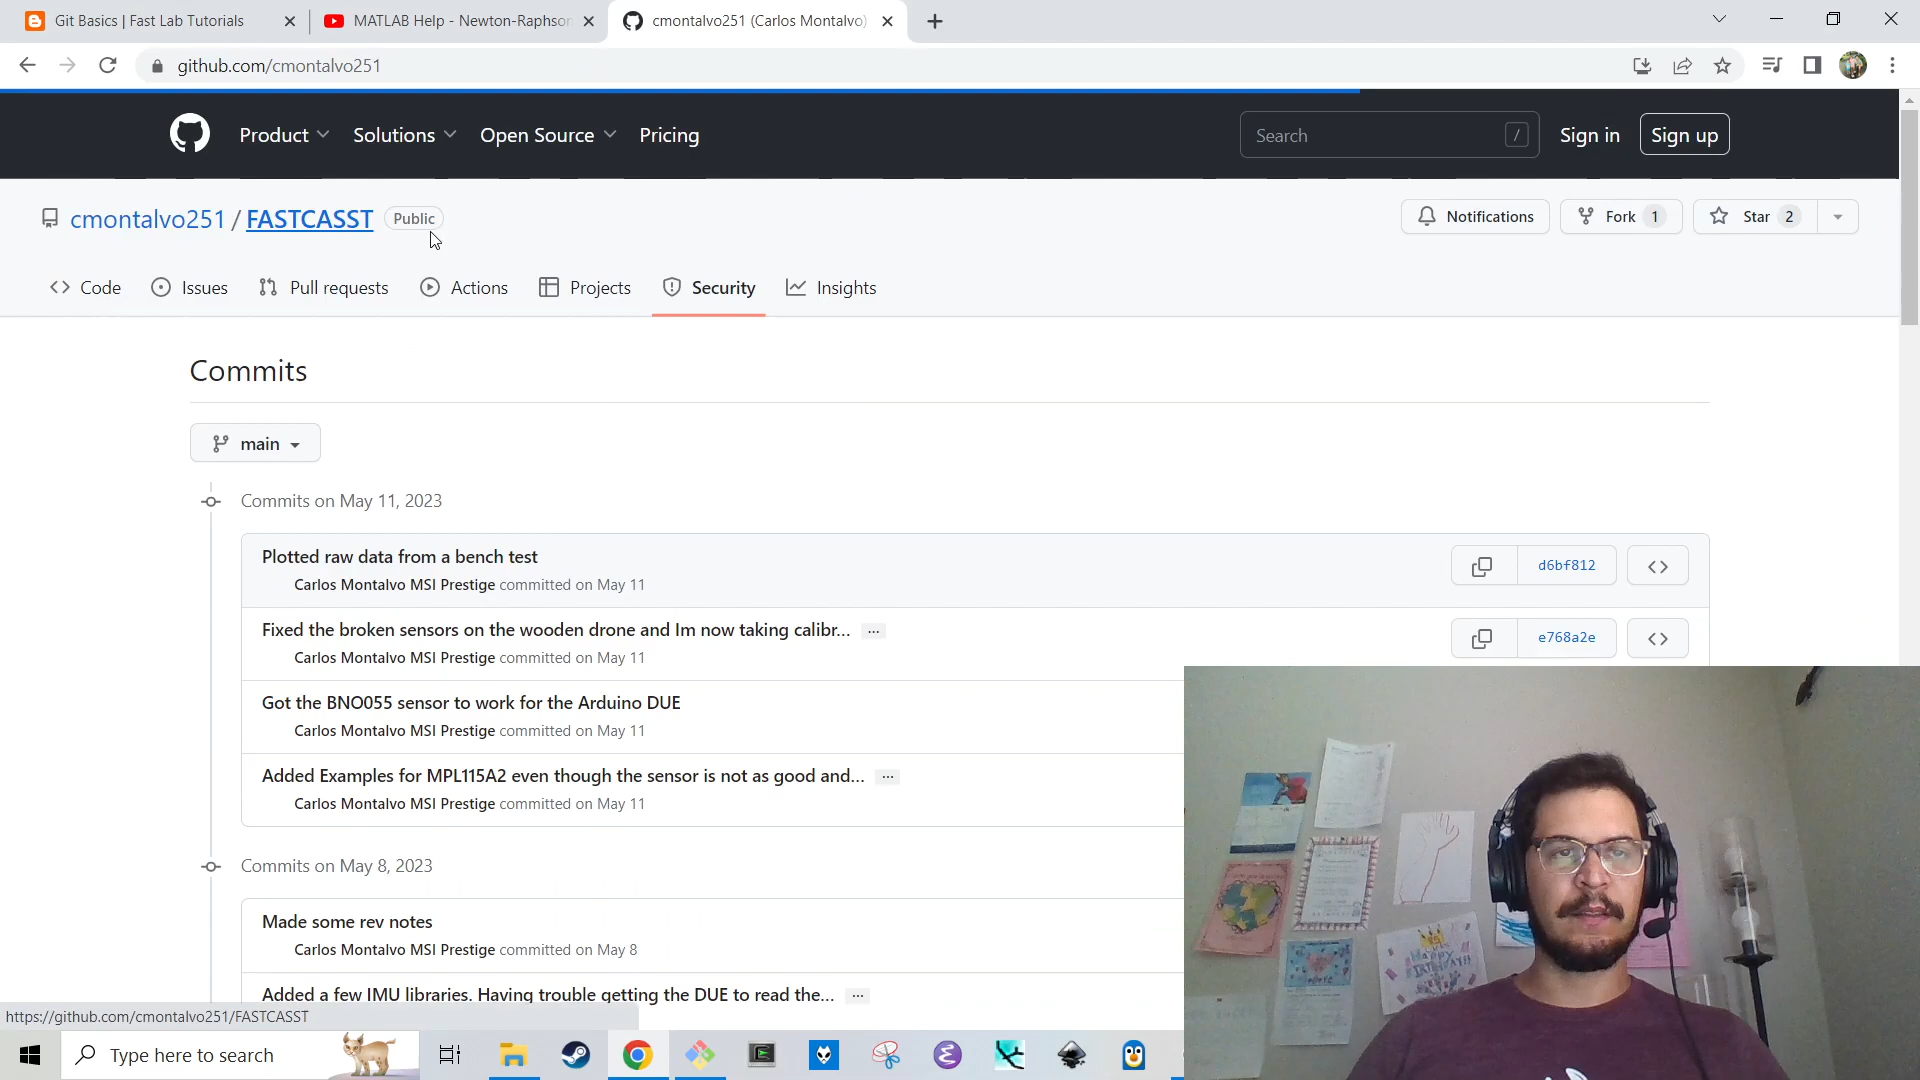 Git Basics | Fast Lab Tutorials
MATLAB Help - Newton-Raphson
cmontalvo251 (Carlos Montalvo)
github.com/cmontalvo251
Product
Solutions
Open Source
Pricing
Search
/
Sign in
Sign up
cmontalvo251 / FASTCASST
Public
Notifications
Fork 1
Star 2
Code
Issues
Pull requests
Actions
Projects
Security
Insights
Commits
main
Commits on May 11, 2023
Plotted raw data from a bench test
Carlos Montalvo MSI Prestige committed on May 11
d6bf812
Fixed the broken sensors on the wooden drone and Im now taking calibr... ...
Carlos Montalvo MSI Prestige committed on May 11
e768a2e
Got the BNO055 sensor to work for the Arduino DUE
Carlos Montalvo MSI Prestige committed on May 11
Added Examples for MPL115A2 even though the sensor is not as good and... ...
Carlos Montalvo MSI Prestige committed on May 11
Commits on May 8, 2023
Made some rev notes
Carlos Montalvo MSI Prestige committed on May 8
Added a few IMU libraries. Having trouble getting the DUE to read the... ...
https://github.com/cmontalvo251/FASTCASST
Type here to search